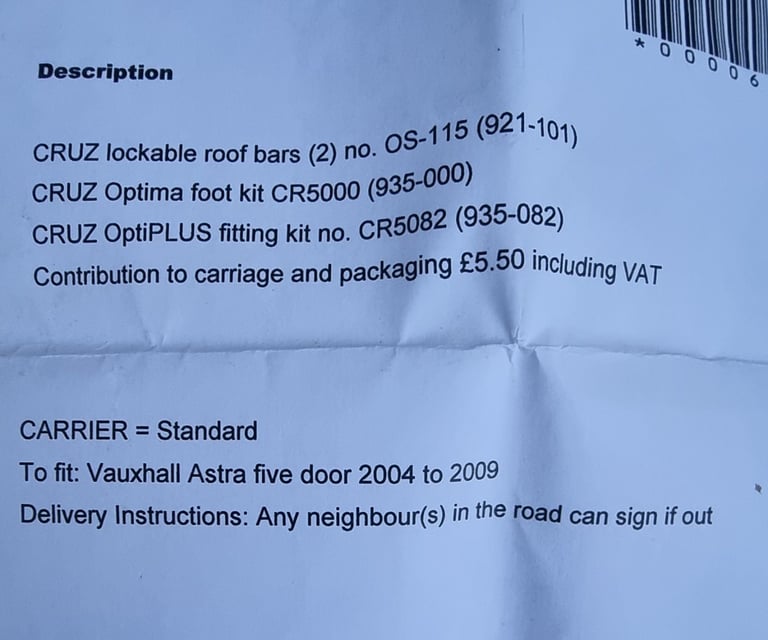 *00006
Description
CRUZ lockable roof bars (2) no. OS-115 (921-101)
CRUZ Optima foot kit CR5000 (935-000)
CRUZ OptiPLUS fitting kit no. CR5082 (935-082)
Contribution to carriage and packaging £5.50 including VAT
CARRIER = Standard
To fit: Vauxhall Astra five door 2004 to 2009
Delivery Instructions: Any neighbour(s) in the road can sign if out